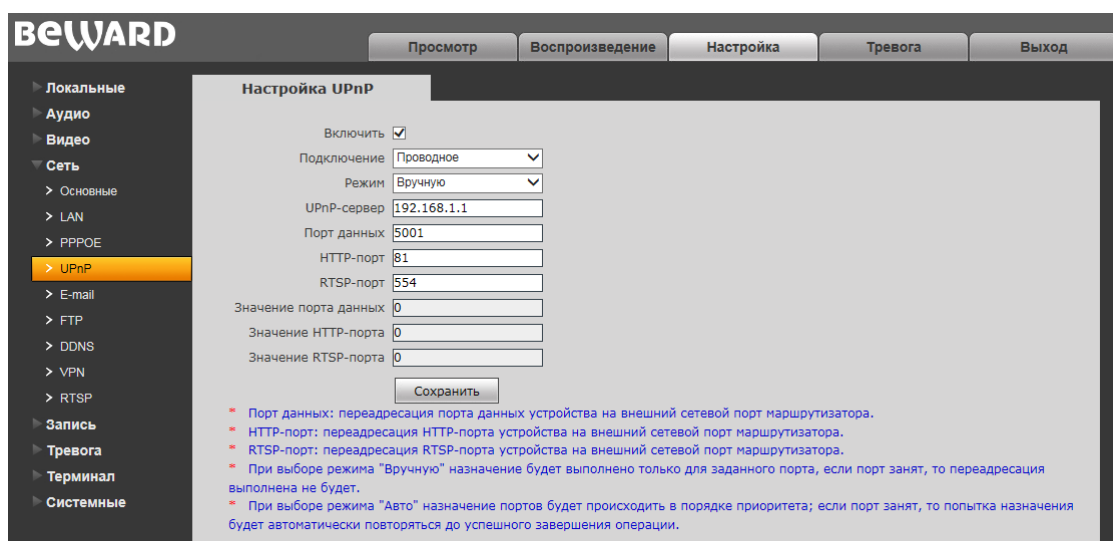 BEWARD
Просмотр Воспроизведение Настройка Тревога Выход
Локальные
Аудио
Видео
Сеть
> Основные
> LAN
> PPPOE
> UPnP
> E-mail
> FTP
> DDNS
> VPN
> RTSP
Запись
Тревога
Терминал
Системные
Настройка UPnP
Включить
Подключение Проводное
Режим Вручную
UPnP-сервер 192.168.1.1
Порт данных 5001
HTTP-порт 81
RTSP-порт 554
Значение порта данных 0
Значение HTTP-порта 0
Значение RTSP-порта 0
Сохранить
* Порт данных: переадресация порта данных устройства на внешний сетевой порт маршрутизатора.
* HTTP-порт: переадресация HTTP-порта устройства на внешний сетевой порт маршрутизатора.
* RTSP-порт: переадресация RTSP-порта устройства на внешний сетевой порт маршрутизатора.
* При выборе режима "Вручную" назначение будет выполнено только для заданного порта, если порт занят, то переадресация
выполнена не будет.
* При выборе режима "Авто" назначение портов будет происходить в порядке приоритета; если порт занят, то попытка назначения
будет автоматически повторяться до успешного завершения операции.